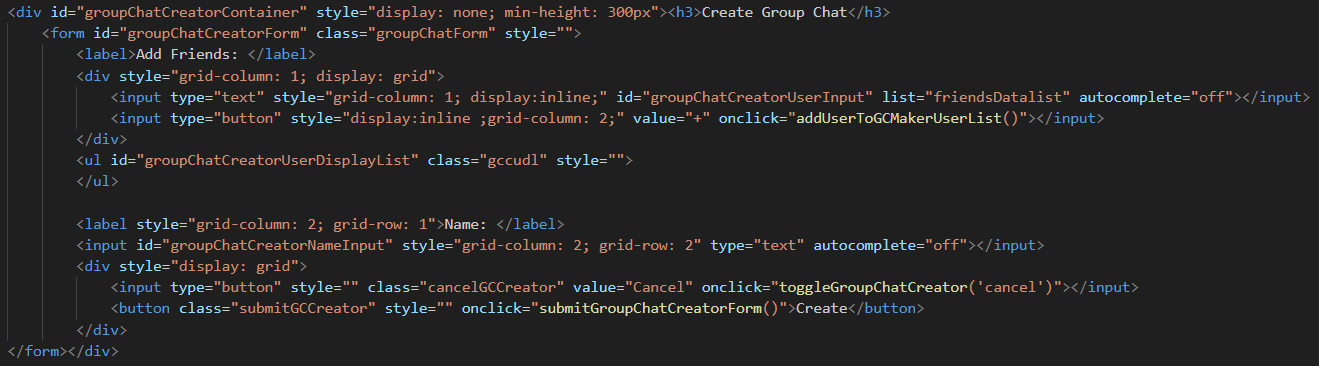 <div id="groupChatCreatorContainer" style="display: none; min-height: 300px"><h3>Create Group Chat</h3>
<form id="groupChatCreatorForm" class="groupChatForm" style="">
<label>Add Friends: </label>
<div style="grid-column: 1; display: grid">
<input type="text" style="grid-column: 1; display:inline;" id="groupChatCreatorUserInput" list="friendsDatalist" autocomplete="off"></input>
<input type="button" style="display:inline ;grid-column: 2;" value="+" onclick="addUserToGCMakerUserList()"></input>
</div>
<ul id="groupChatCreatorUserDisplayList" class="gccudl" style="">
</ul>
<label style="grid-column: 2; grid-row: 1">Name: </label>
<input id="groupChatCreatorNameInput" style="grid-column: 2; grid-row: 2" type="text" autocomplete="off"></input>
<div style="display: grid">
<input type="button" style="" class="cancelGCCreator" value="Cancel" onclick="toggleGroupChatCreator('cancel')"></input>
<button class="submitGCCreator" style="" onclick="submitGroupChatCreatorForm()">Create</button>
</div>
</form></div>